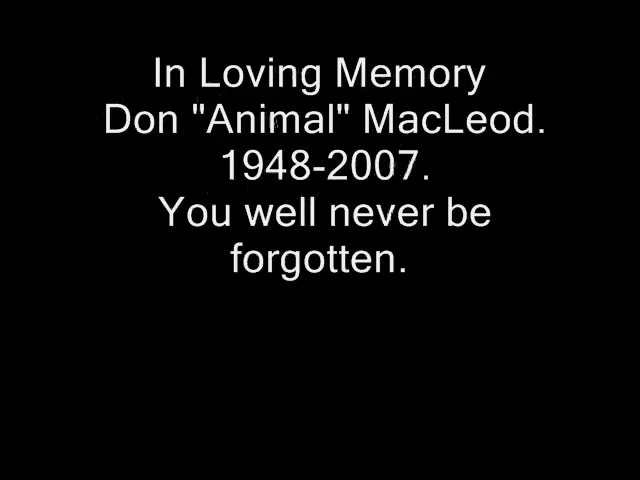 In Loving Memory
Don "Animal" MacLeod.
1948-2007.
You well never be
forgotten.